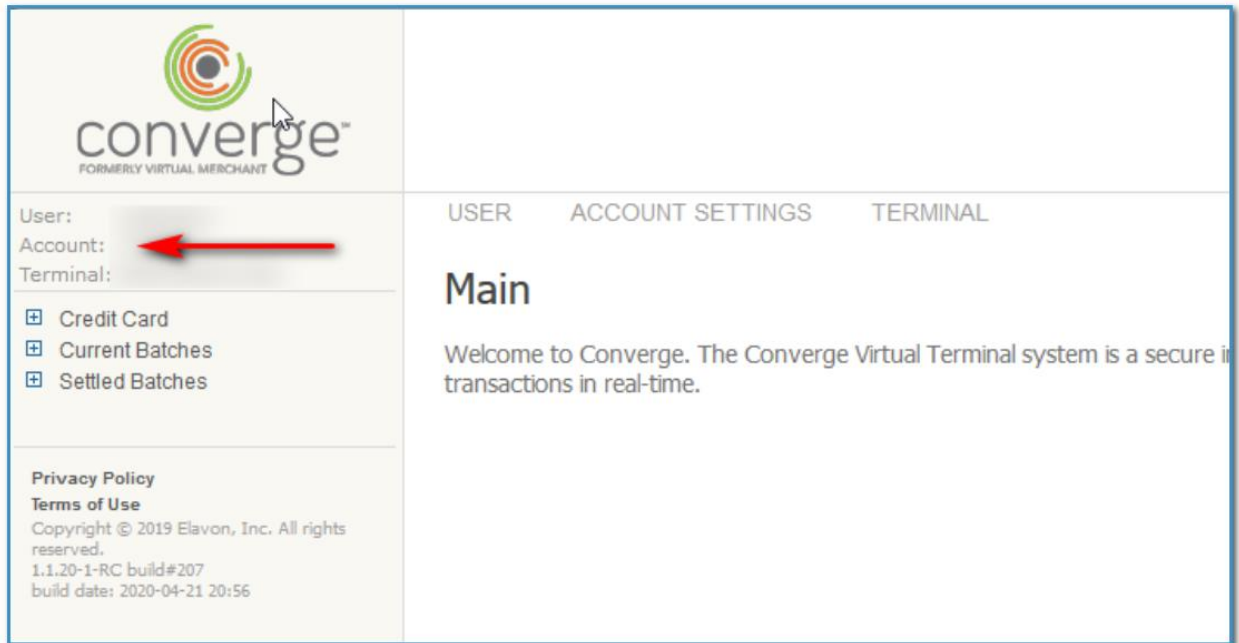 converge℠
FORMERLY VIRTUAL MERCHANT
User:
Account:
Terminal:
Credit Card
Current Batches
Settled Batches
Privacy Policy
Terms of Use
Copyright © 2019 Elavon, Inc. All rights
reserved.
1.1.20-1-RC build#207
build date: 2020-04-21 20:56
USER ACCOUNT SETTINGS TERMINAL
Main
Welcome to Converge. The Converge Virtual Terminal system is a secure
transactions in real-time.